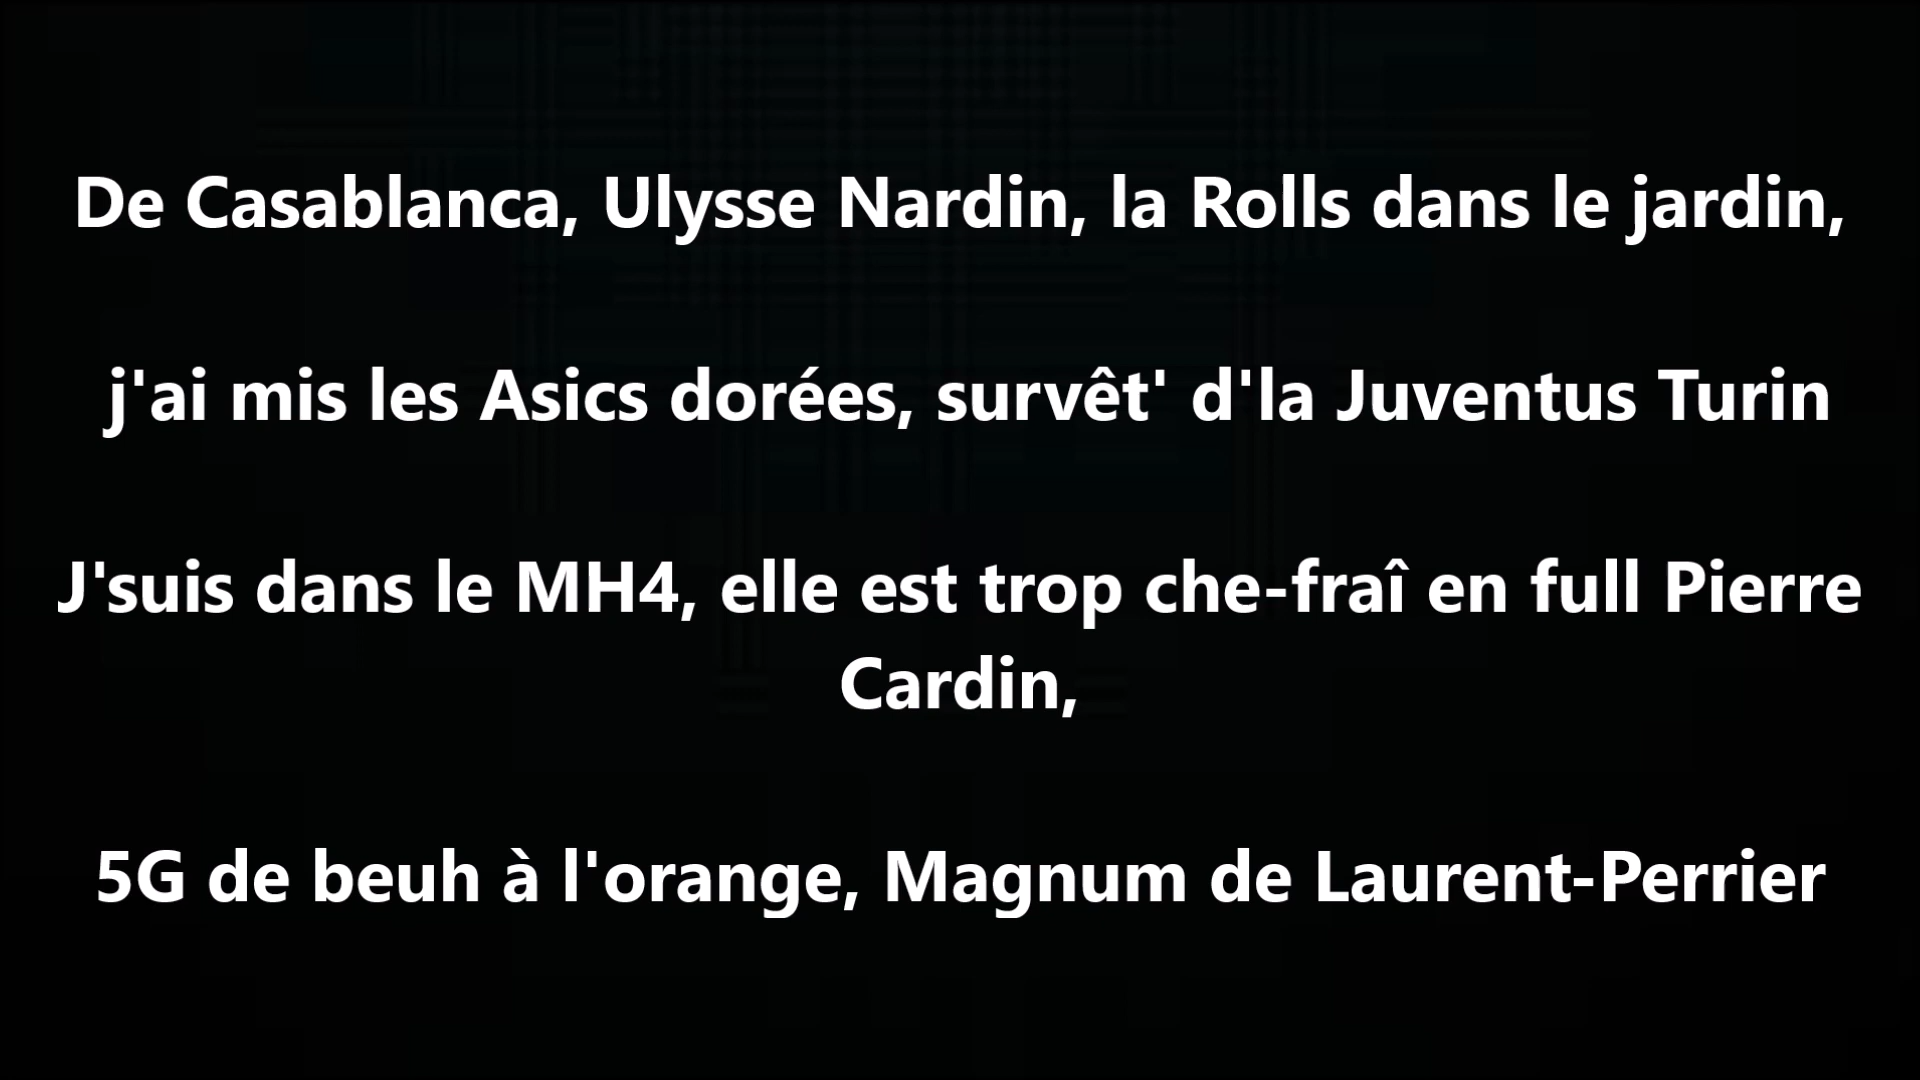 De Casablanca, Ulysse Nardin, la Rolls dans le jardin,
j'ai mis les Asics dorées, survêt' d'la Juventus Turin
J'suis dans le MH4, elle est trop che-fraî en full Pierre
Cardin,
5G de beuh à l'orange, Magnum de Laurent-Perrier